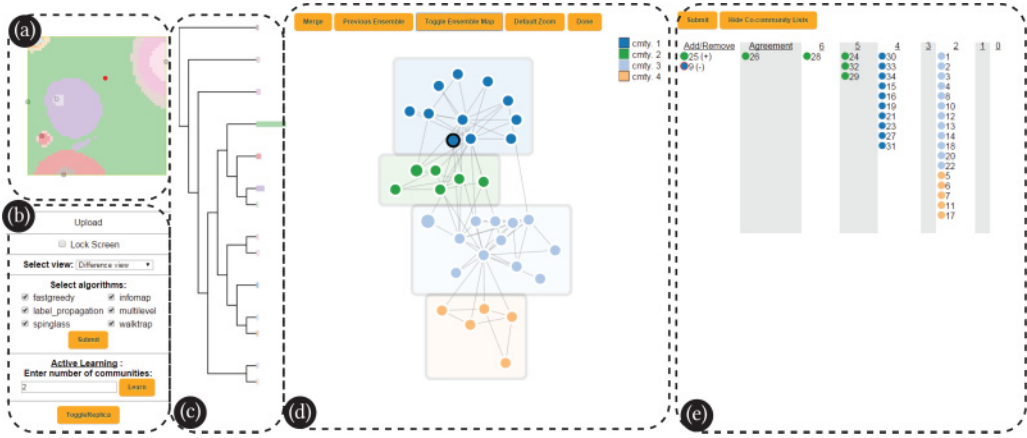 (a)
(b)
Upload
Lock Screen
Select view: Difference view
Select algorithms:
fastgreedy infomap
label_propagation multilevel
spinglass walktrap
Submit
Active Learning :
Enter number of communities:
2 Learn
Toggle/Replica
(c)
Merge Previous Ensemble Toggle Ensemble Map Default Zoom Done
cmty. 1
cmty. 2
cmty. 3
cmty. 4
(d)
Submit Hide Co-community Lists
Add/Remove Agreement 6 5 4 3 2 1 0
25 (+) 26 28 24 30 1
9 (-) 32 33 2
29 34 3
15 4
16 8
19 10
21 12
23 13
27 14
31 18
20
22
5
6
7
11
17
(e)